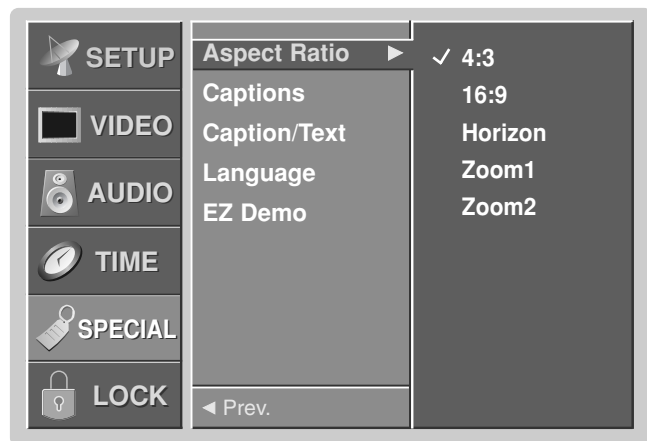 SETUP
VIDEO
AUDIO
TIME
SPECIAL
LOCK
Aspect Ratio ►
Captions
Caption/Text
Language
EZ Demo
◄ Prev.
✓ 4:3
16:9
Horizon
Zoom1
Zoom2